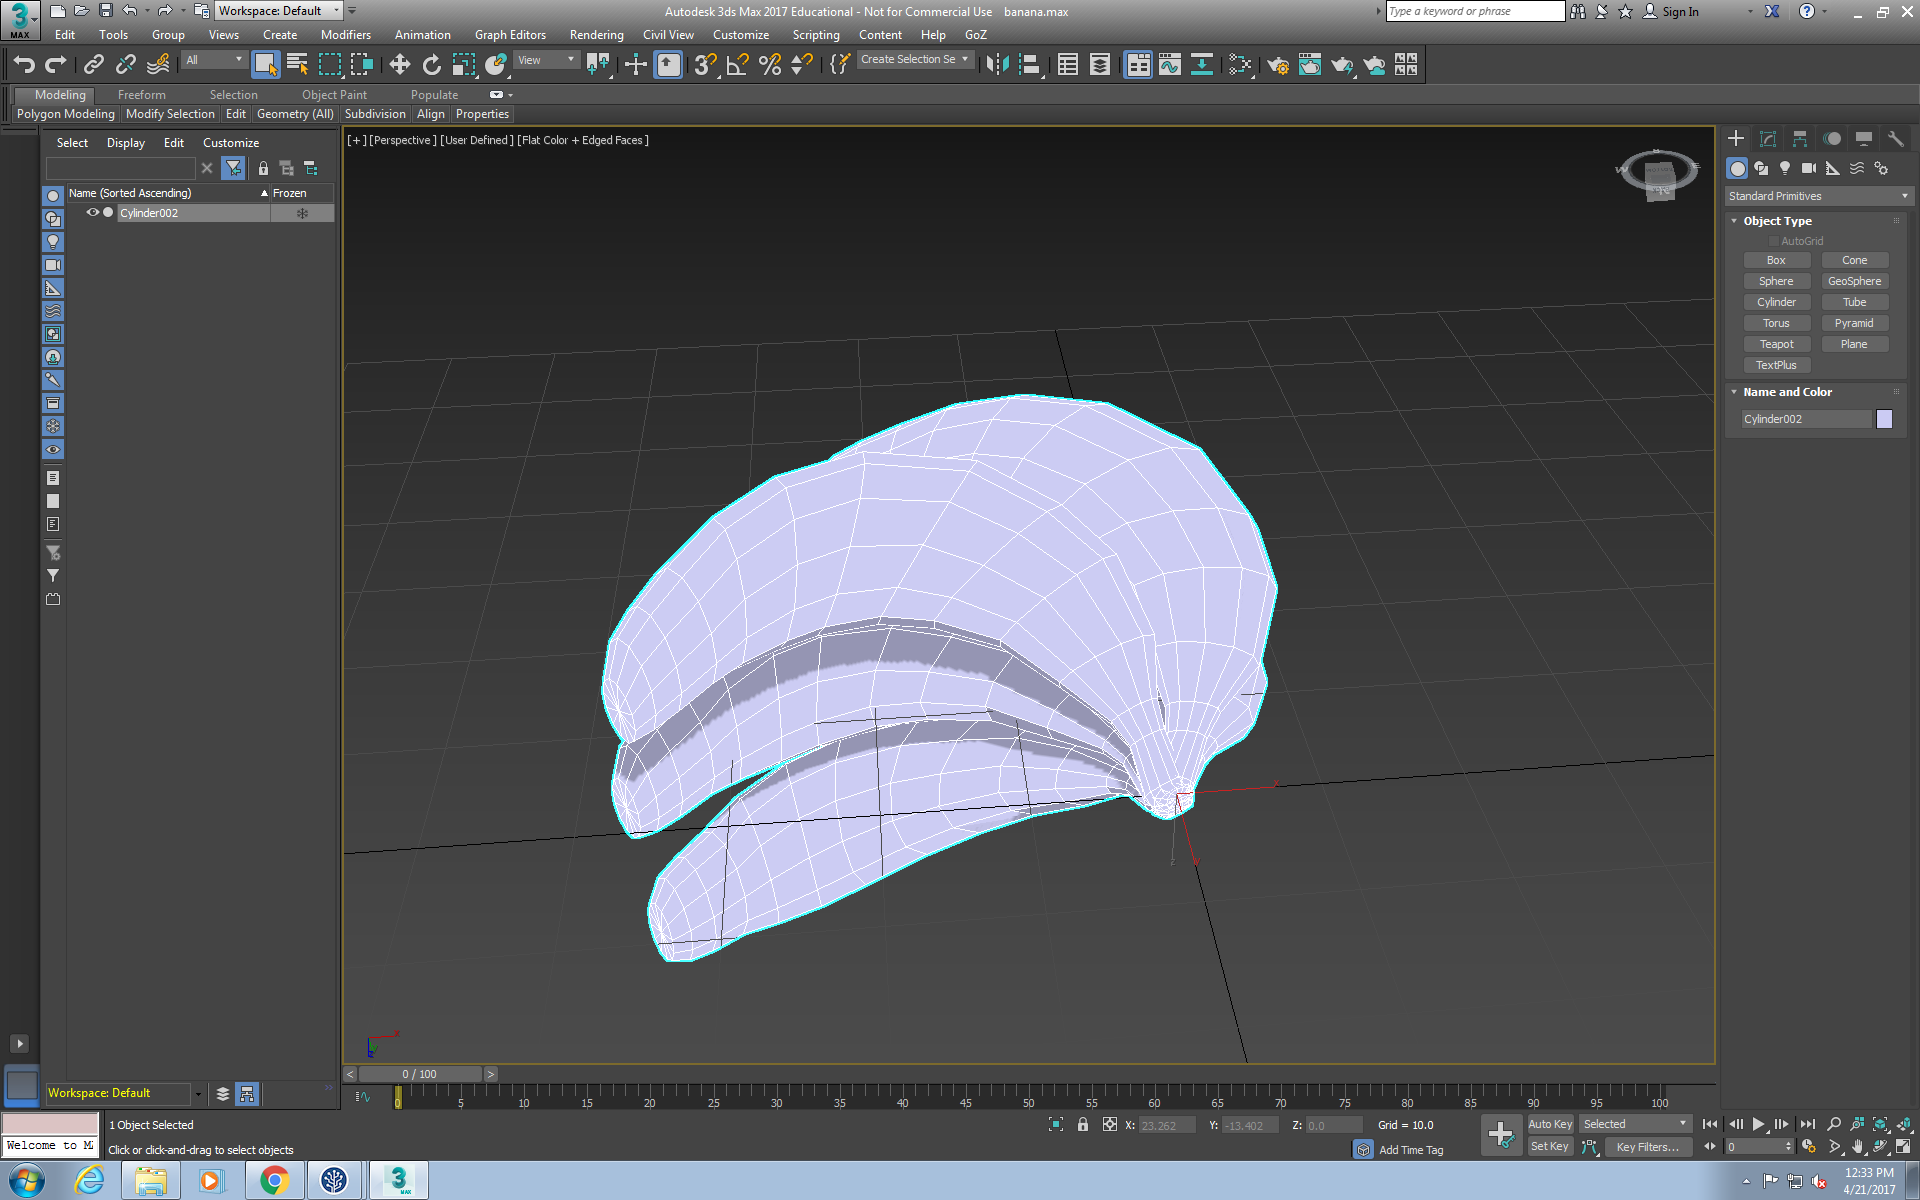 3 MAX Workspace: Default Autodesk 3ds Max 2017 Educational - Not for Commercial Use banana.max Type a keyword or phrase Sign In
Edit Tools Group Views Create Modifiers Animation Graph Editors Rendering Civil View Customize Scripting Content Help GoZ
All View 3 Create Selection Se
Modeling Freeform Selection Object Paint Populate
Polygon Modeling Modify Selection Edit Geometry (All) Subdivision Align Properties
Select Display Edit Customize
[+] [Perspective ] [User Defined ] [Flat Color + Edged Faces ]
Name (Sorted Ascending) Frozen
Cylinder002
Standard Primitives
Object Type
AutoGrid
Box Cone
Sphere GeoSphere
Cylinder Tube
Torus Pyramid
Teapot Plane
TextPlus
Name and Color
Cylinder002
0 / 100
Workspace: Default
0 5 10 15 20 25 30 35 40 45 50 55 60 65 70 75 80 85 90 95 100
1 Object Selected
X: 23.262 Y: -13.402 Z: 0.0 Grid = 10.0
Auto Key Selected
Welcome to M
Click or click-and-drag to select objects
Add Time Tag
Set Key Key Filters... 0
3 MAX
12:33 PM
4/21/2017